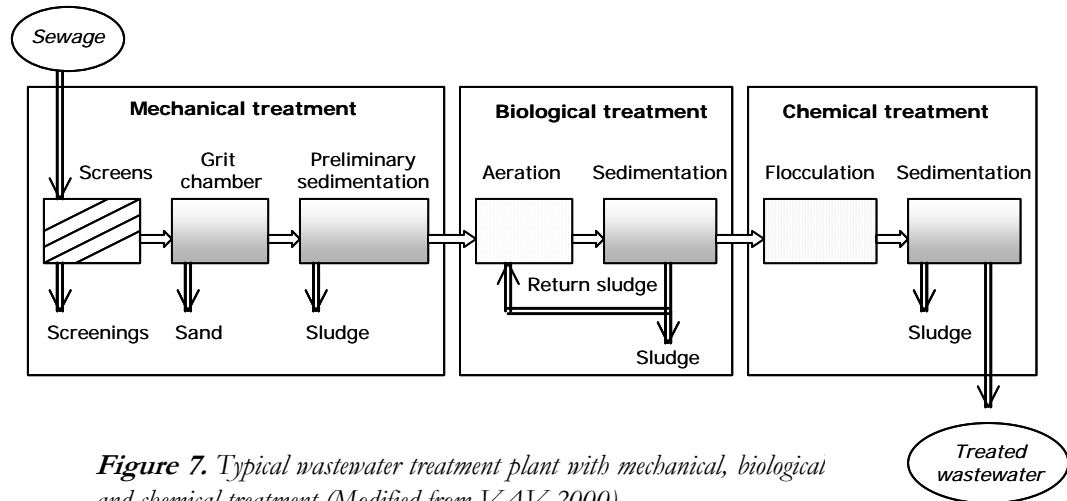 Sewage
Mechanical treatment
Screens
Grit
chamber
Preliminary
sedimentation
Screenings
Sand
Sludge
Biological treatment
Aeration
Sedimentation
Return sludge
Sludge
Chemical treatment
Flocculation
Sedimentation
Sludge
Treated
wastewater
Figure 7. Typical wastewater treatment plant with mechanical, biological
and chemical treatment (Modified from VAV, 2000)